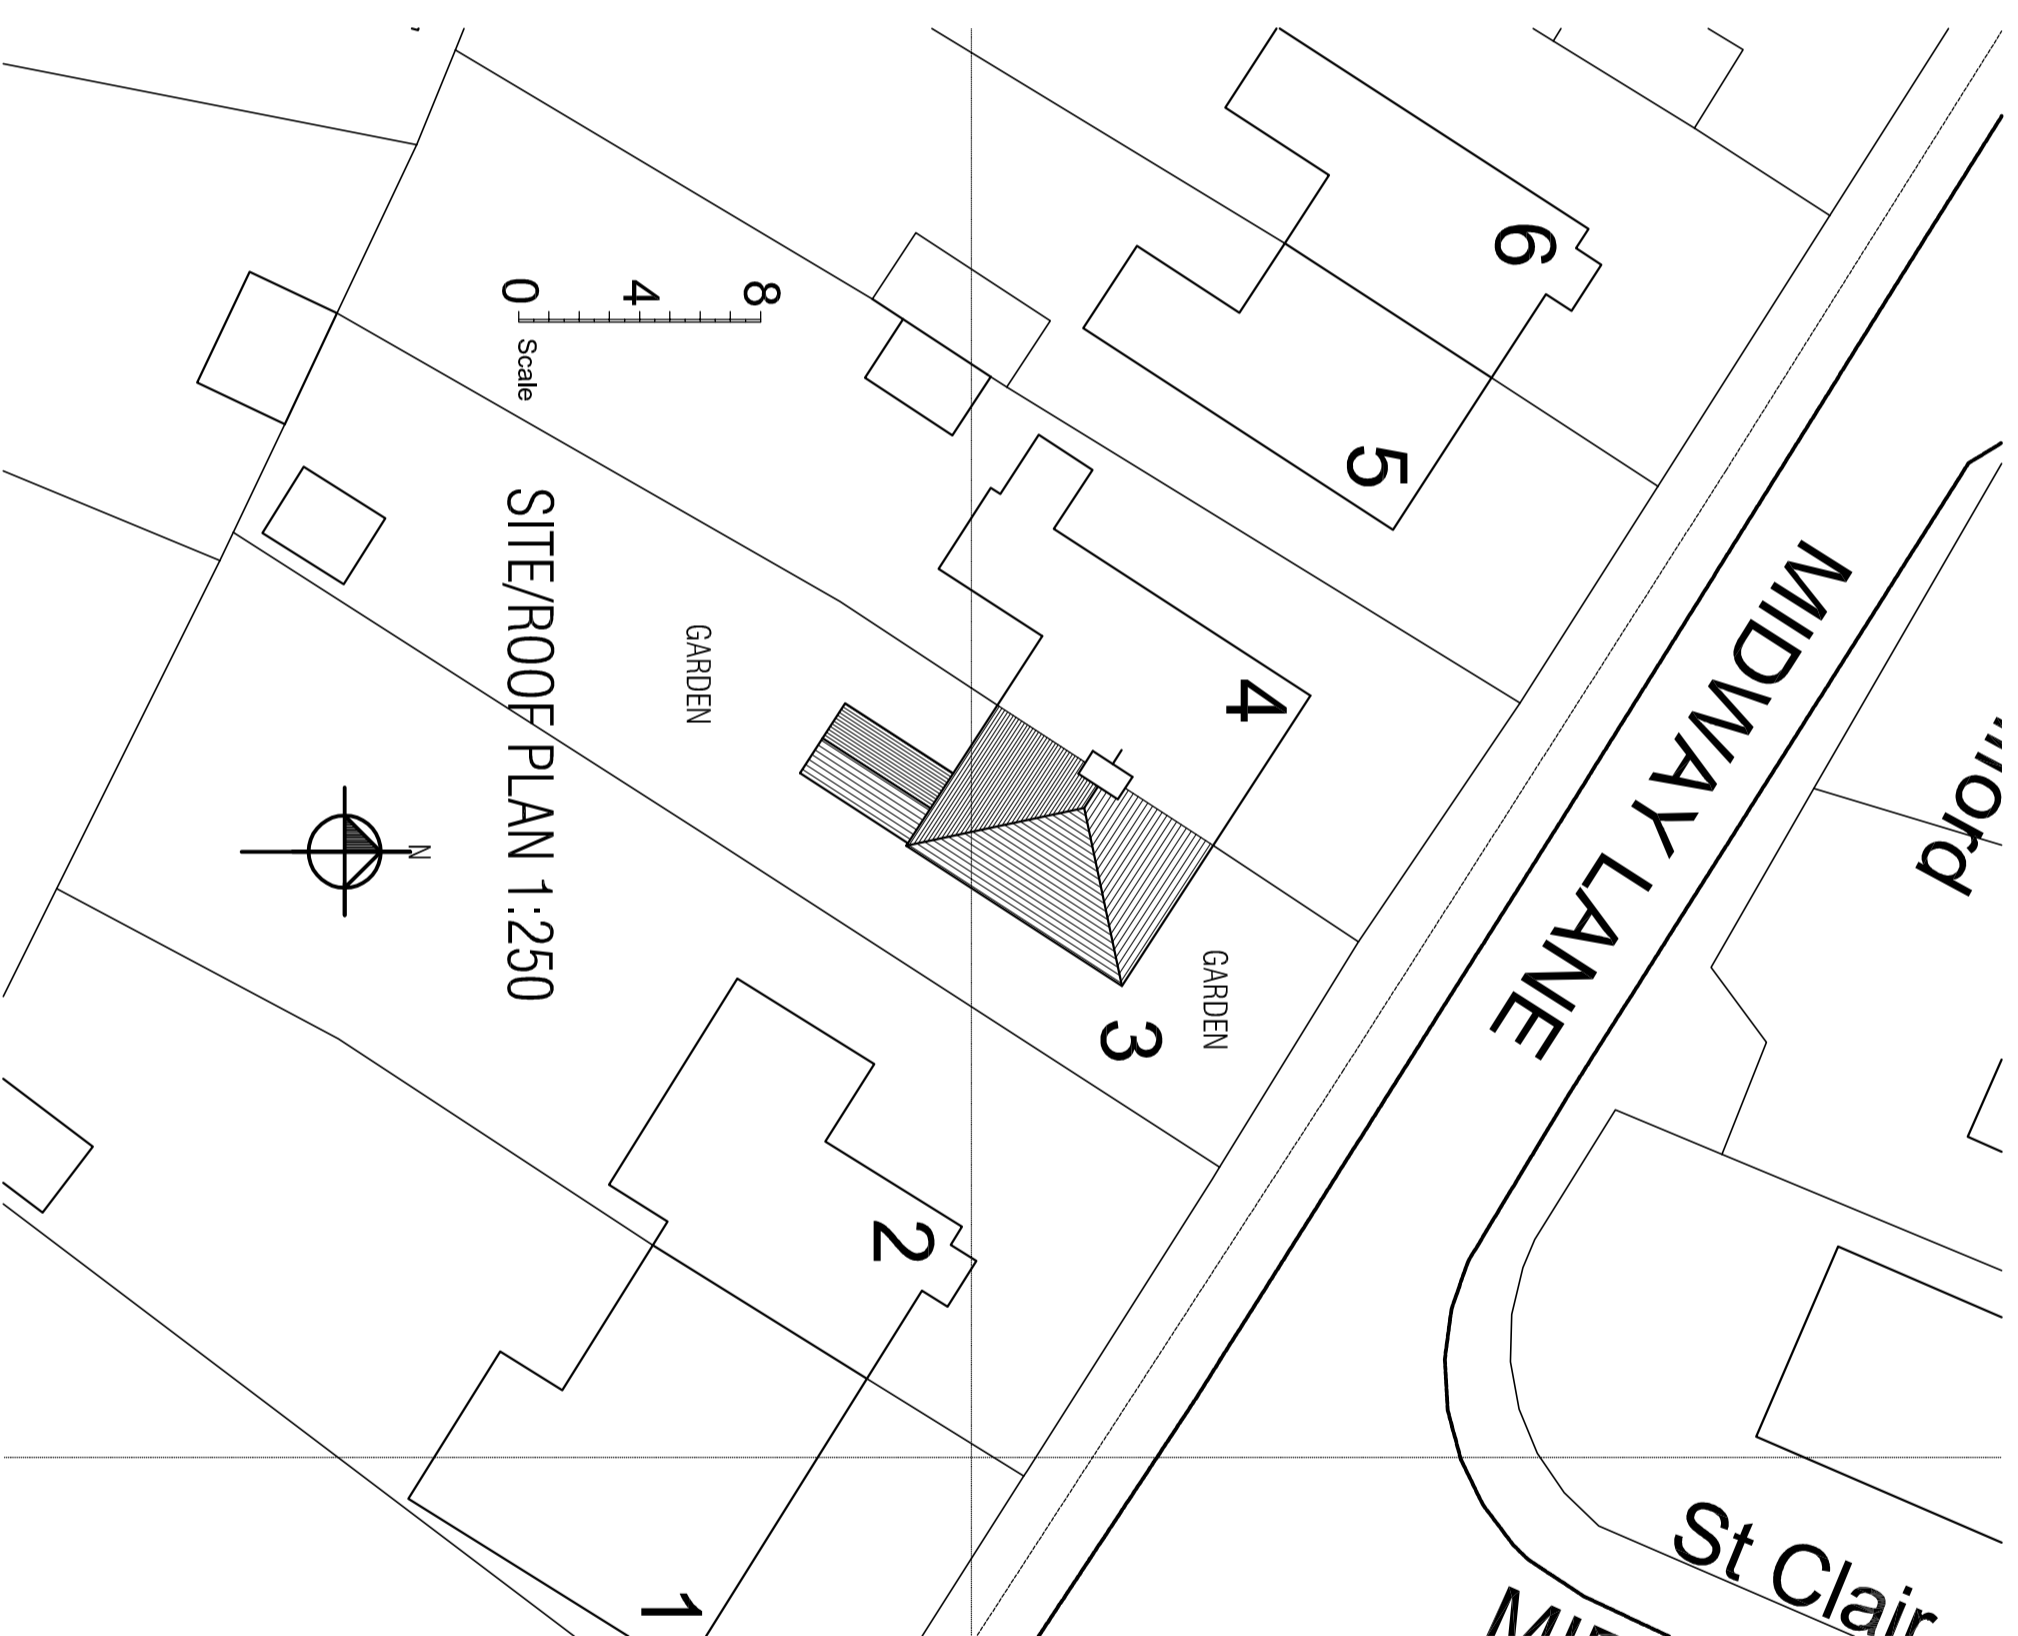 6
5
4
3
2
1
MIDWAY LANE
GARDEN
GARDEN
0 4 8
Scale
SITE/ROOF PLAN 1:250
N
St Clair